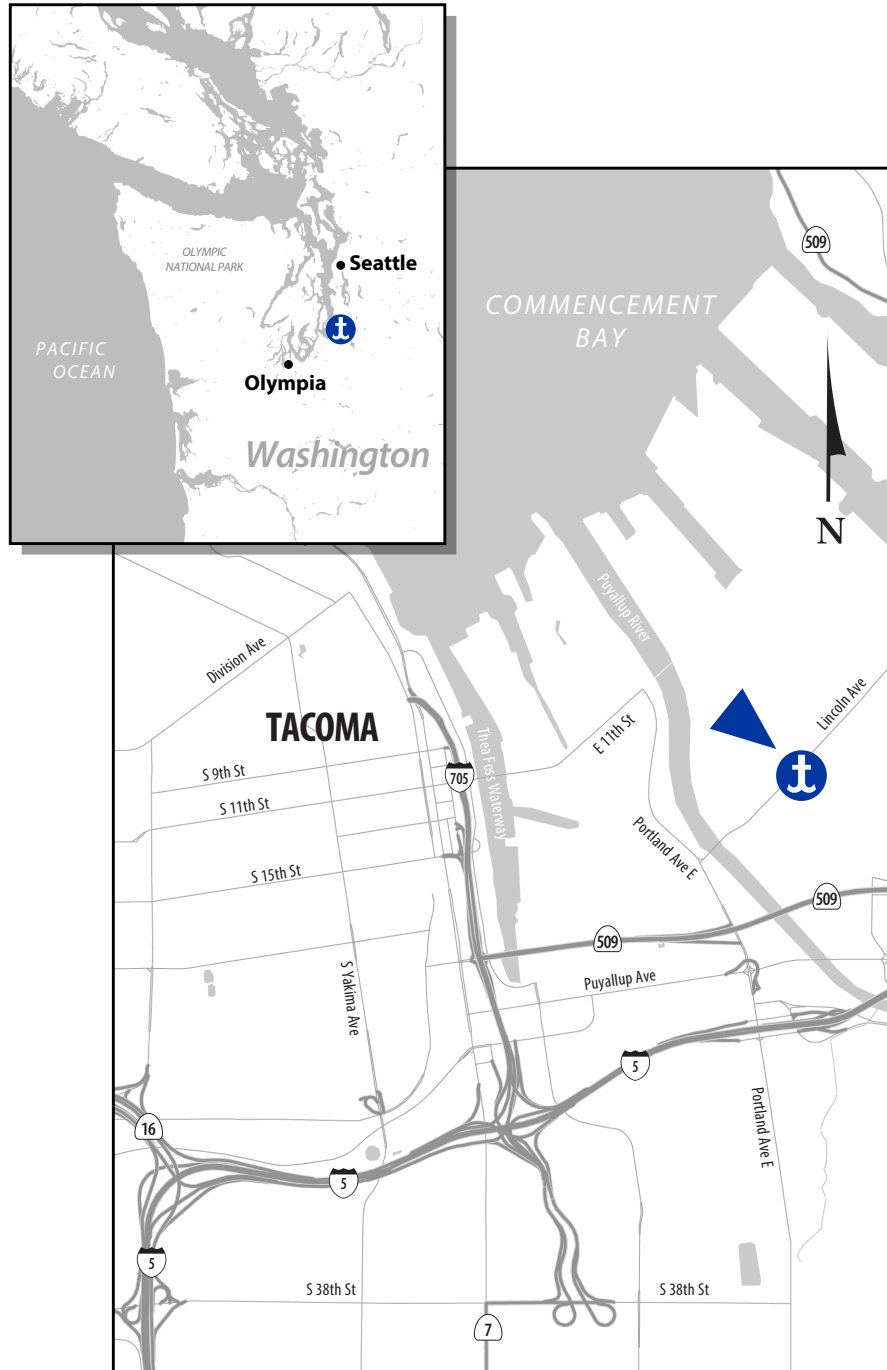 OLYMPIC
NATIONAL PARK
Seattle
PACIFIC
OCEAN
Olympia
Washington
509
COMMENCEMENT
BAY
N
Puyallup River
Division Ave
Lincoln Ave
TACOMA
E 11th St
Thea Foss Waterway
S 9th St
705
S 11th St
Portland Ave E
S 15th St
509
509
S Yakima Ave
Puyallup Ave
5
Portland Ave E
16
5
5
S 38th St
S 38th St
7